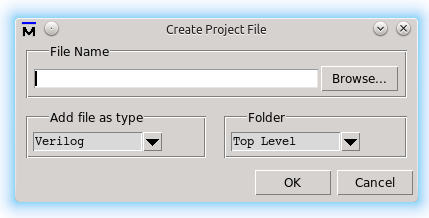 M
Create Project File
File Name
Browse...
Add file as type
Folder
Verilog
Top Level
OK
Cancel